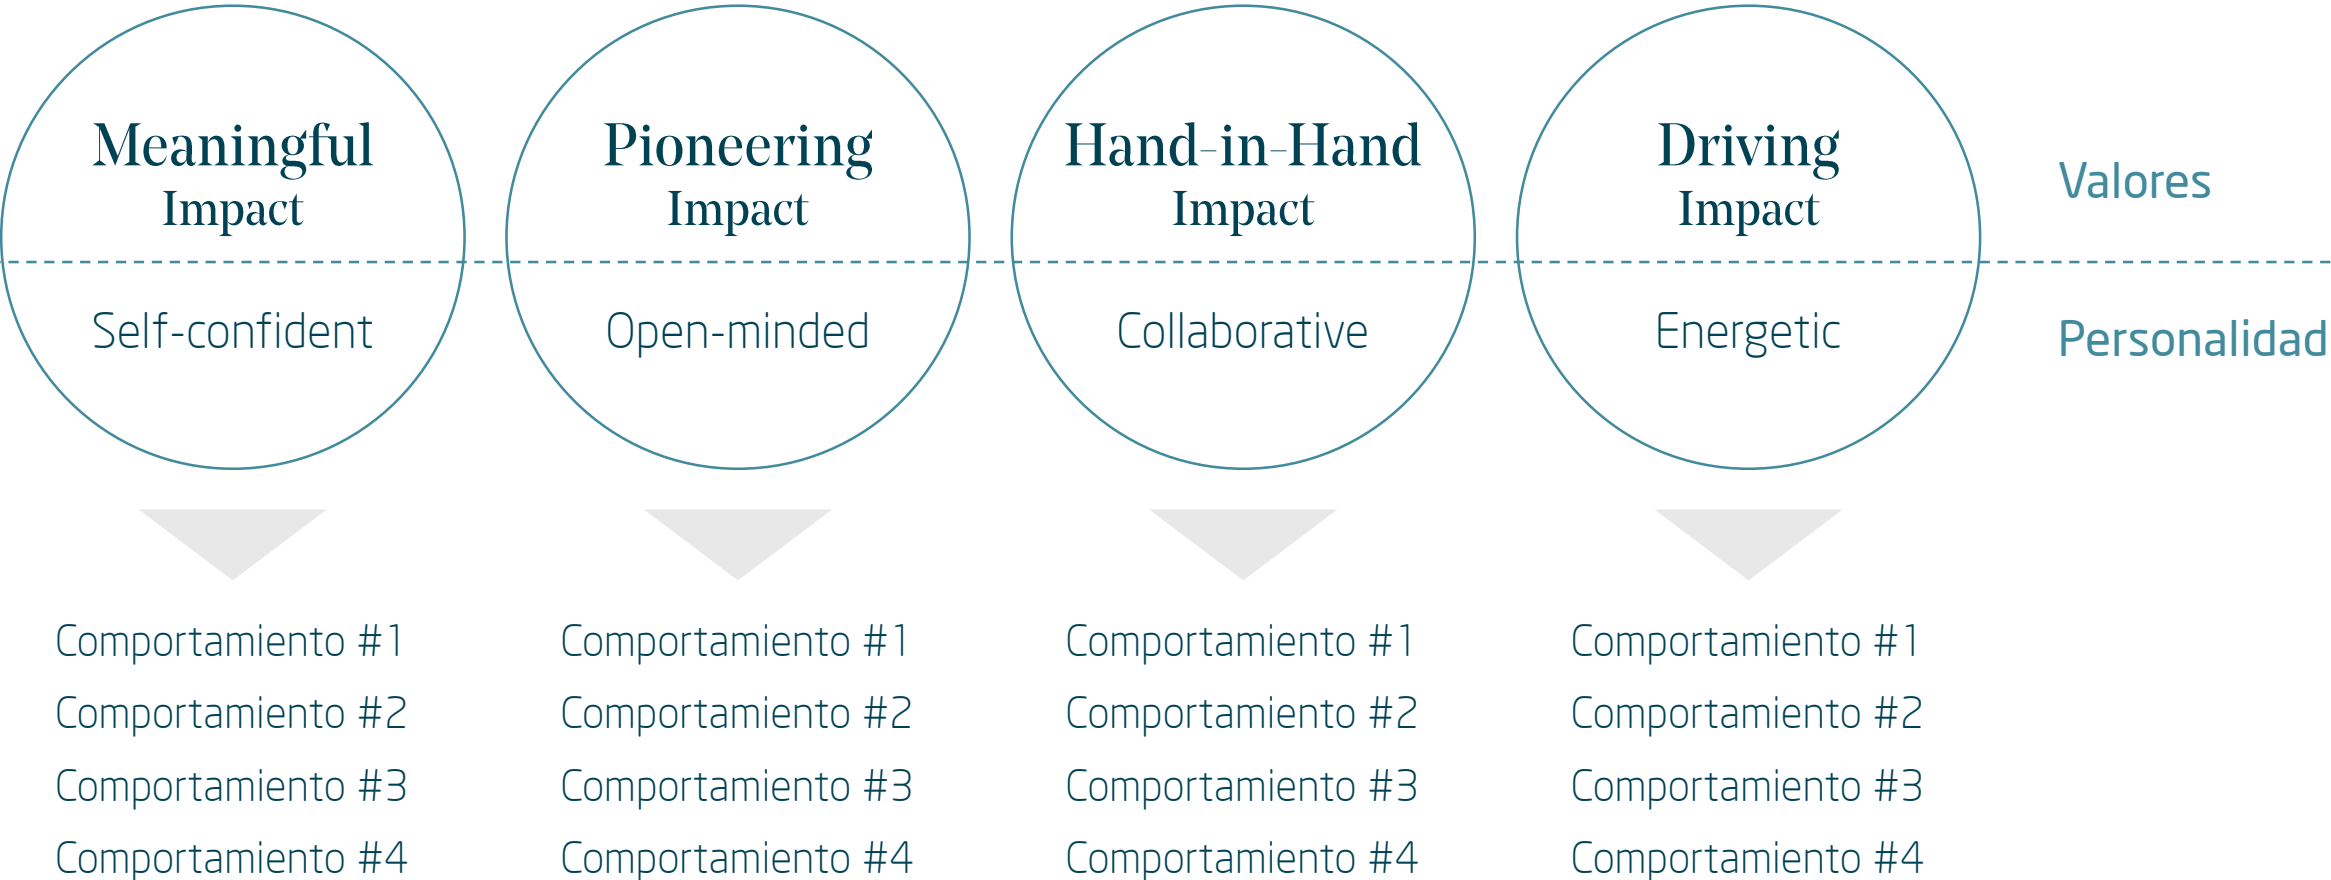 Meaningful
Impact
Pioneering
Impact
Hand-in-Hand
Impact
Driving
Impact
Valores
Self-confident
Open-minded
Collaborative
Energetic
Personalidad
Comportamiento #1
Comportamiento #2
Comportamiento #3
Comportamiento #4
Comportamiento #1
Comportamiento #2
Comportamiento #3
Comportamiento #4
Comportamiento #1
Comportamiento #2
Comportamiento #3
Comportamiento #4
Comportamiento #1
Comportamiento #2
Comportamiento #3
Comportamiento #4